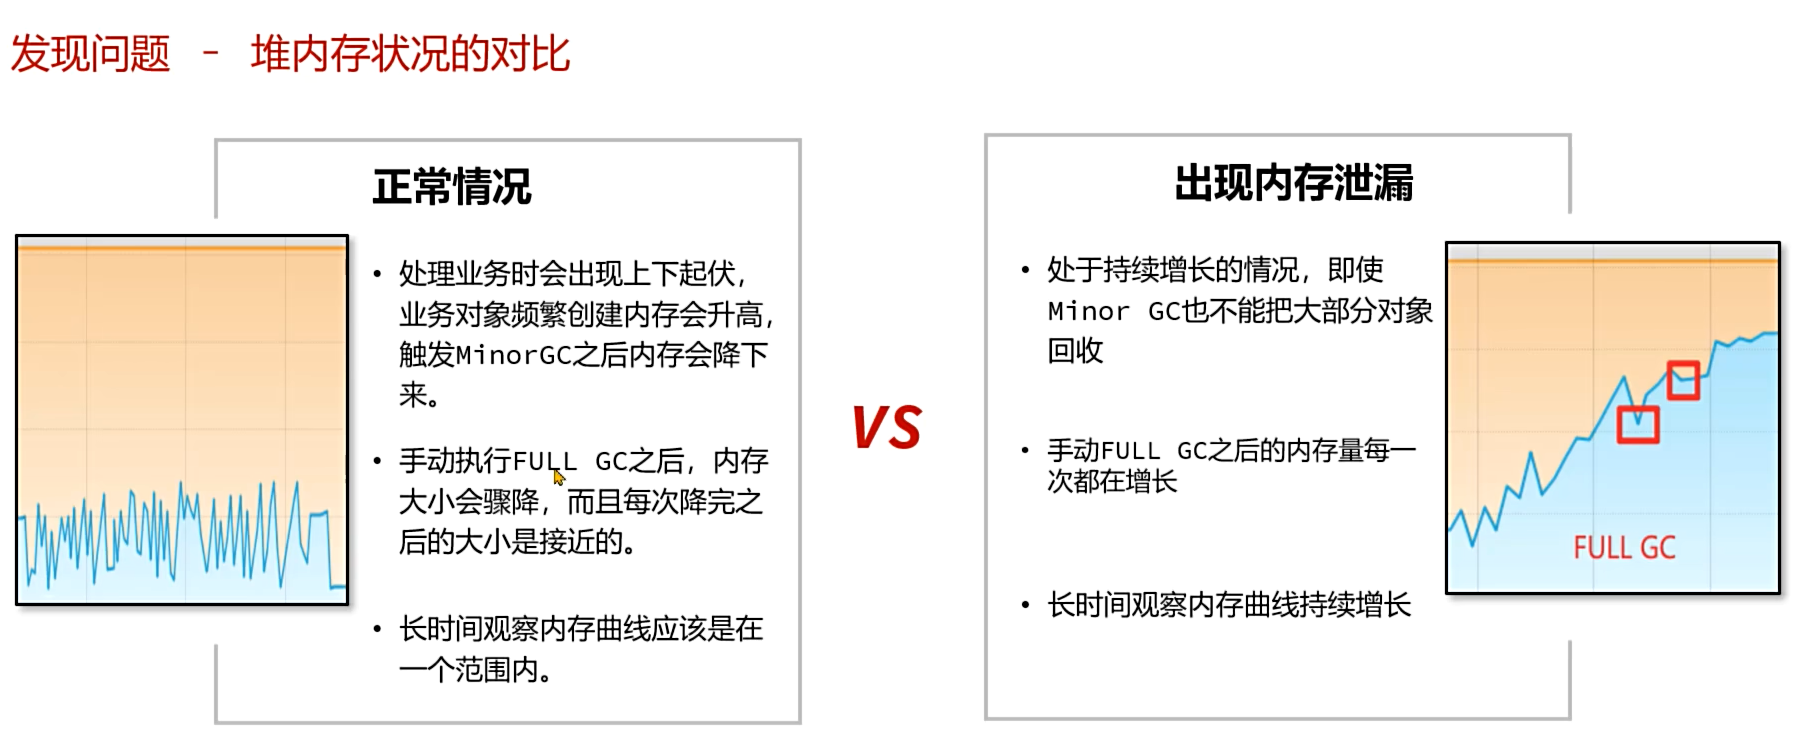 发现问题 - 堆内存状况的对比
正常情况
• 处理业务时会出现上下起伏，
业务对象频繁创建内存会升高，
触发MinorGC之后内存会降下
来。
• 手动执行FULL GC之后，内存
大小会骤降，而且每次降完之
后的大小是接近的。
• 长时间观察内存曲线应该是在
一个范围内。
VS
出现内存泄漏
• 处于持续增长的情况，即使
Minor GC也不能把大部分对象
回收
• 手动FULL GC之后的内存量每一
次都在增长
• 长时间观察内存曲线持续增长
FULL GC